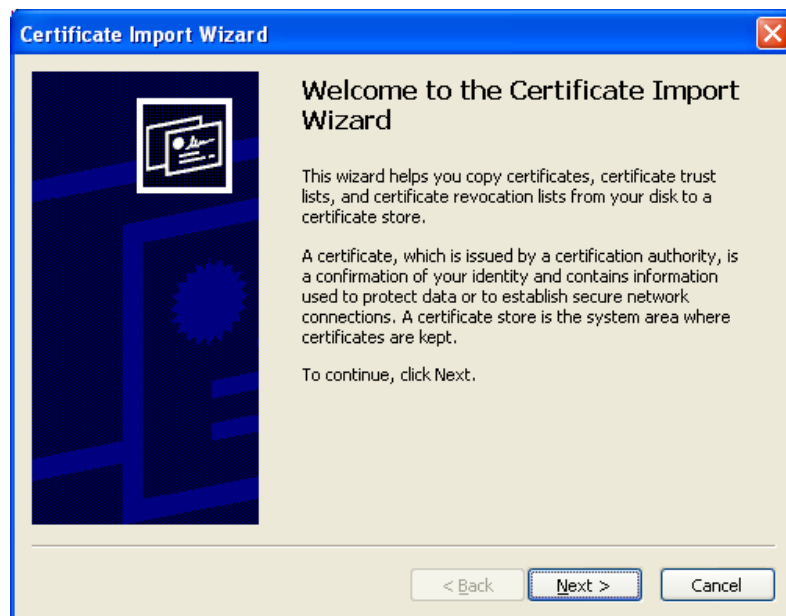 Certificate Import Wizard
Welcome to the Certificate Import
Wizard
This wizard helps you copy certificates, certificate trust
lists, and certificate revocation lists from your disk to a
certificate store.
A certificate, which is issued by a certification authority, is
a confirmation of your identity and contains information
used to protect data or to establish secure network
connections. A certificate store is the system area where
certificates are kept.
To continue, click Next.
< Back Next > Cancel